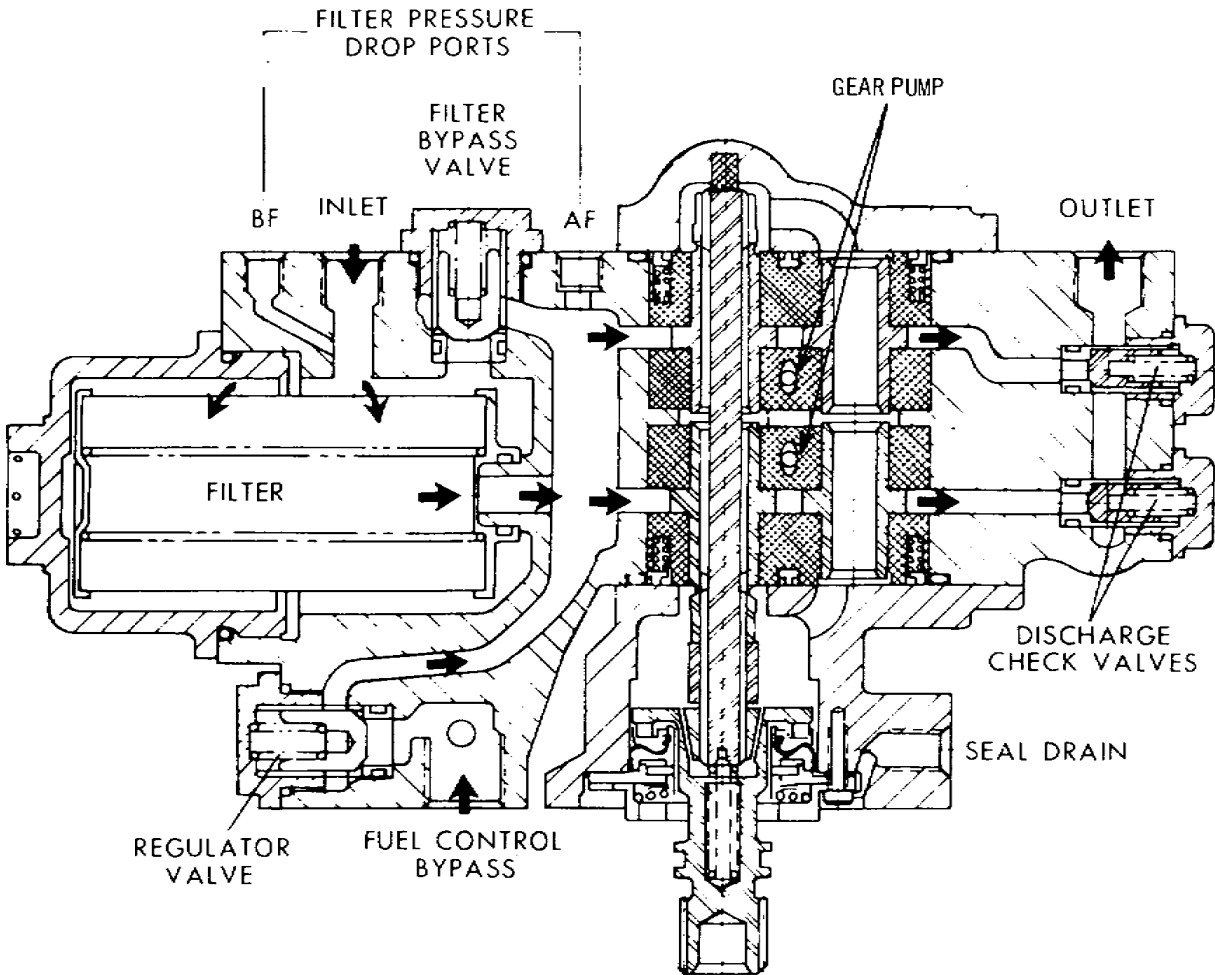 FILTER PRESSURE
DROP PORTS
GEAR PUMP
FILTER
BYPASS
VALVE
BF
INLET
AF
OUTLET
FILTER
DISCHARGE
CHECK VALVES
SEAL DRAIN
REGULATOR
VALVE
FUEL CONTROL
BYPASS